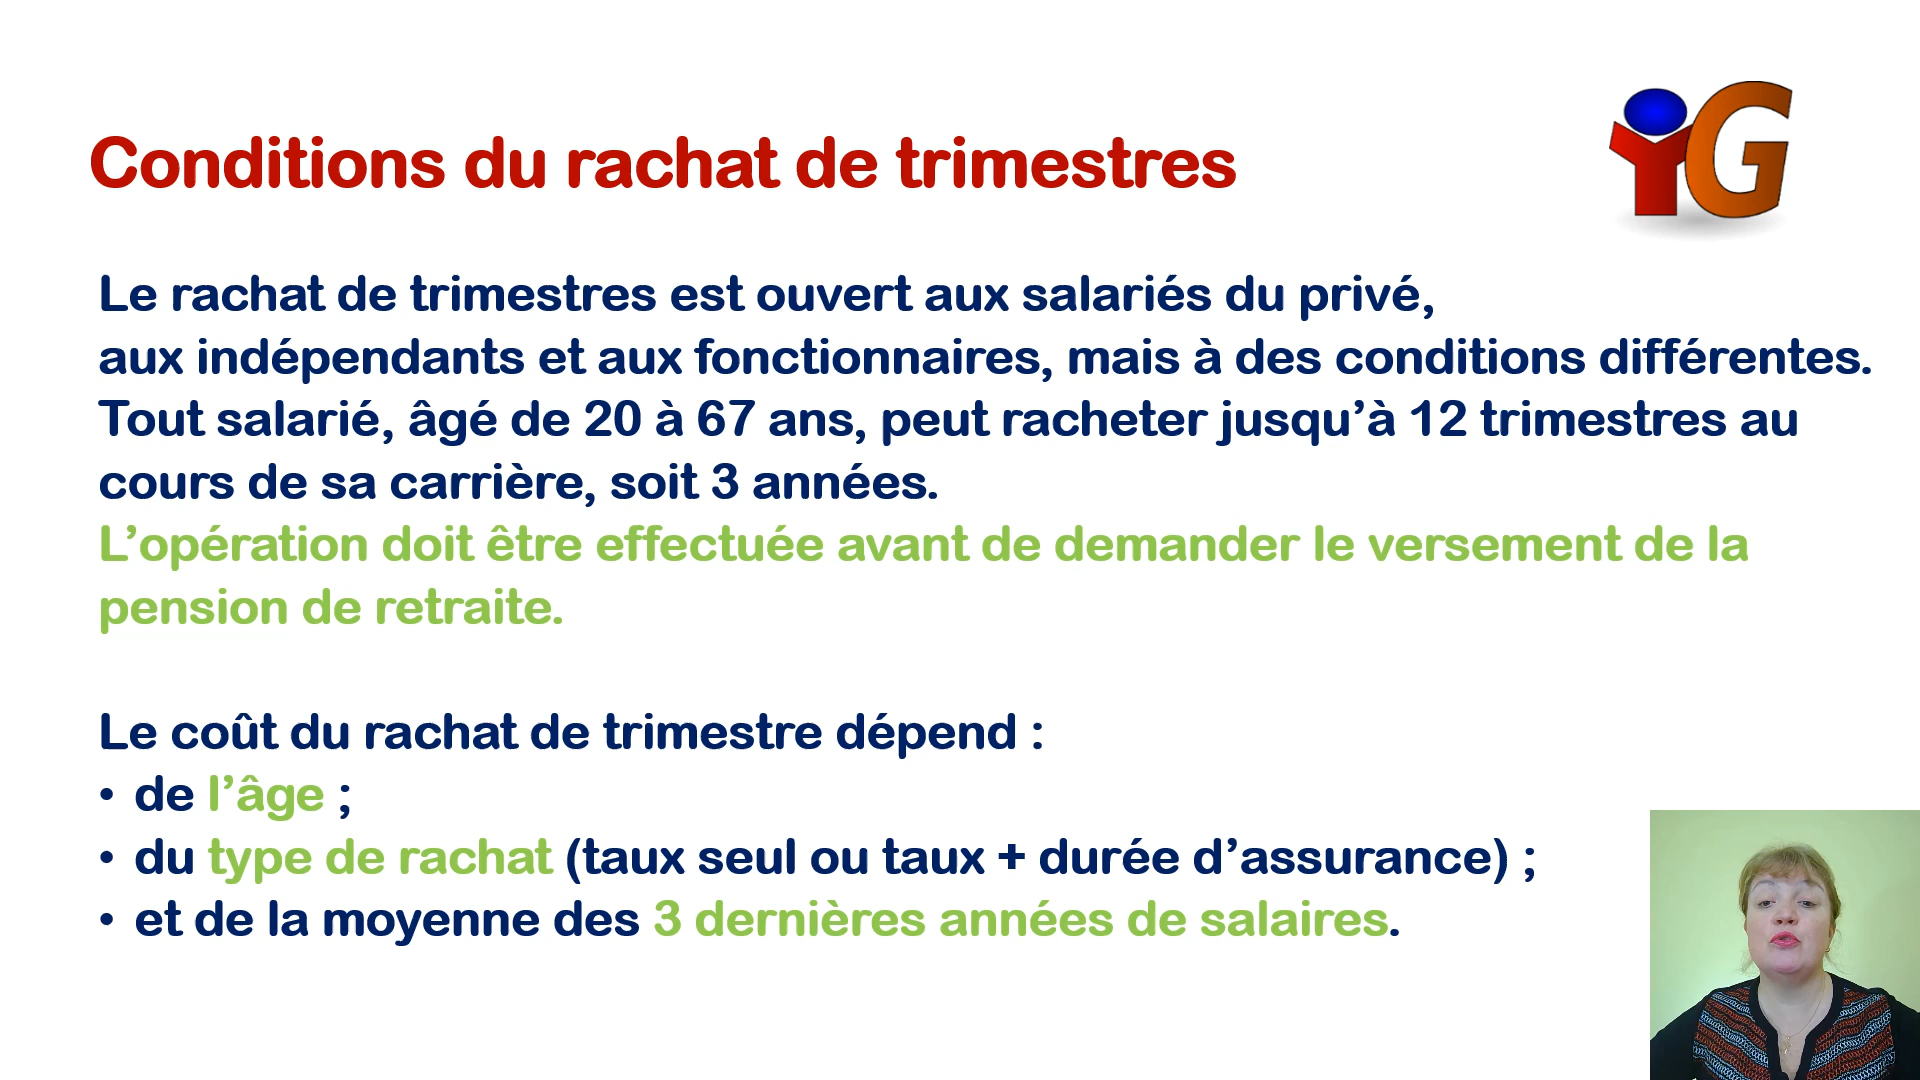 Conditions du rachat de trimestres
iG
Le rachat de trimestres est ouvert aux salariés du privé,
aux indépendants et aux fonctionnaires, mais à des conditions différentes.
Tout salarié, âgé de 20 à 67 ans, peut racheter jusqu’à 12 trimestres au
cours de sa carrière, soit 3 années.
L’opération doit être effectuée avant de demander le versement de la
pension de retraite.
Le coût du rachat de trimestre dépend :
• de l’âge ;
• du type de rachat (taux seul ou taux + durée d’assurance) ;
• et de la moyenne des 3 dernières années de salaires.